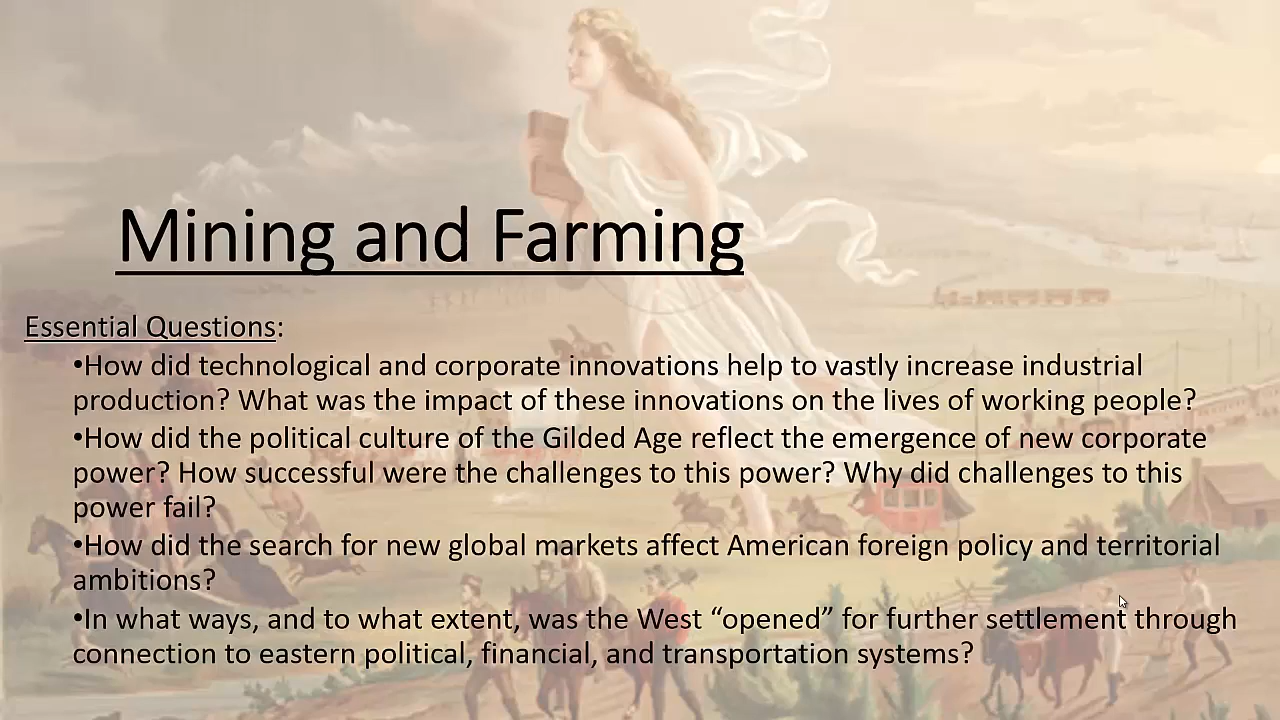 Mining and Farming
Essential Questions:
•How did technological and corporate innovations help to vastly increase industrial
production? What was the impact of these innovations on the lives of working people?
•How did the political culture of the Gilded Age reflect the emergence of new corporate
power? How successful were the challenges to this power? Why did challenges to this
power fail?
•How did the search for new global markets affect American foreign policy and territorial
ambitions?
•In what ways, and to what extent, was the West “opened” for further settlement through
connection to eastern political, financial, and transportation systems?